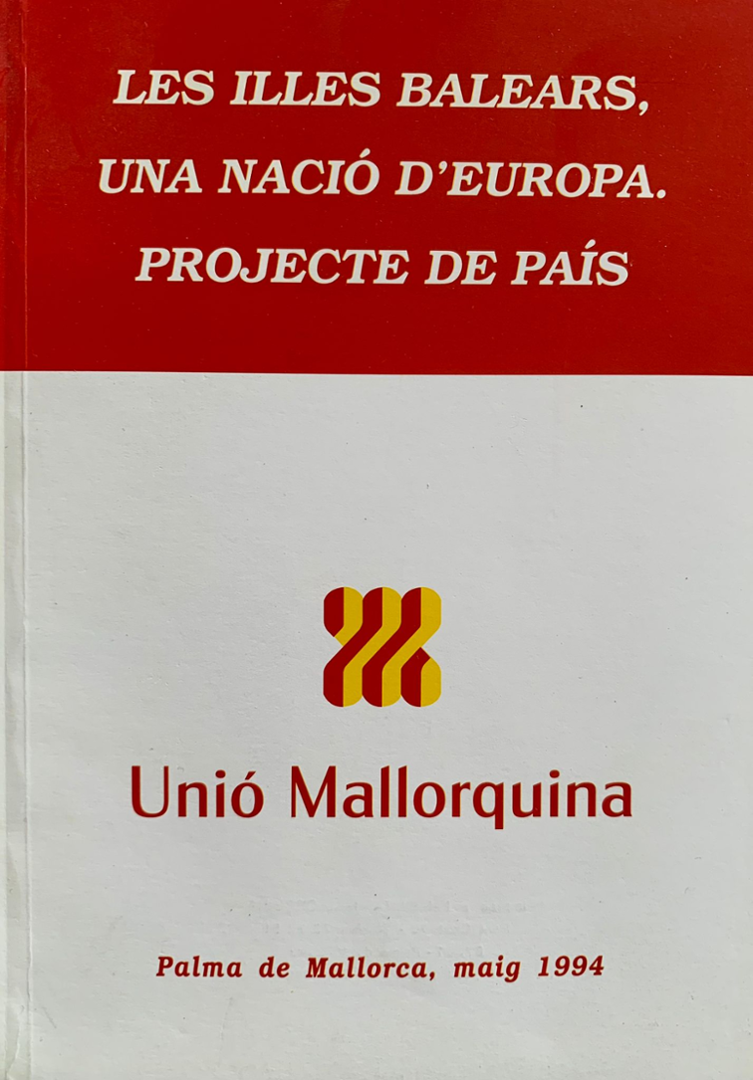 LES ILLES BALEARS,
UNA NACIÓ D'EUROPA.
PROJECTE DE PAÍS
Unió Mallorquina
Palma de Mallorca, maig 1994